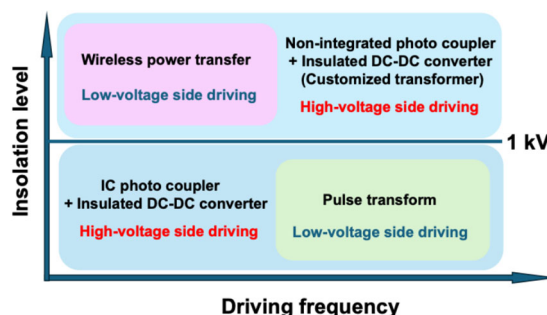 Insolation level
Wireless power transfer
Low-voltage side driving
Non-integrated photo coupler
+ Insulated DC-DC converter
(Customized transformer)
High-voltage side driving
1 kV
IC photo coupler
+ Insulated DC-DC converter
High-voltage side driving
Pulse transform
Low-voltage side driving
Driving frequency